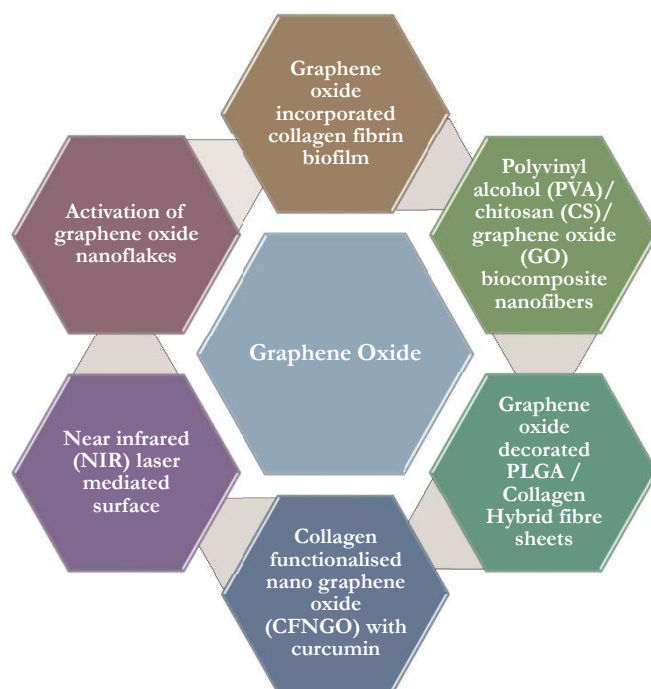 Graphene
oxide
incorporated
collagen fibrin
biofilm
Polyvinyl
alcohol (PVA)/
chitosan (CS)/
graphene oxide
(GO)
biocomposite
nanofibers
Graphene
oxide
decorated
PLGA /
Collagen
Hybrid fibre
sheets
Collagen
functionalised
nano graphene
oxide
(CFNGO) with
curcumin
Near infrared
(NIR) laser
mediated
surface
Activation of
graphene oxide
nanoflakes
Graphene Oxide